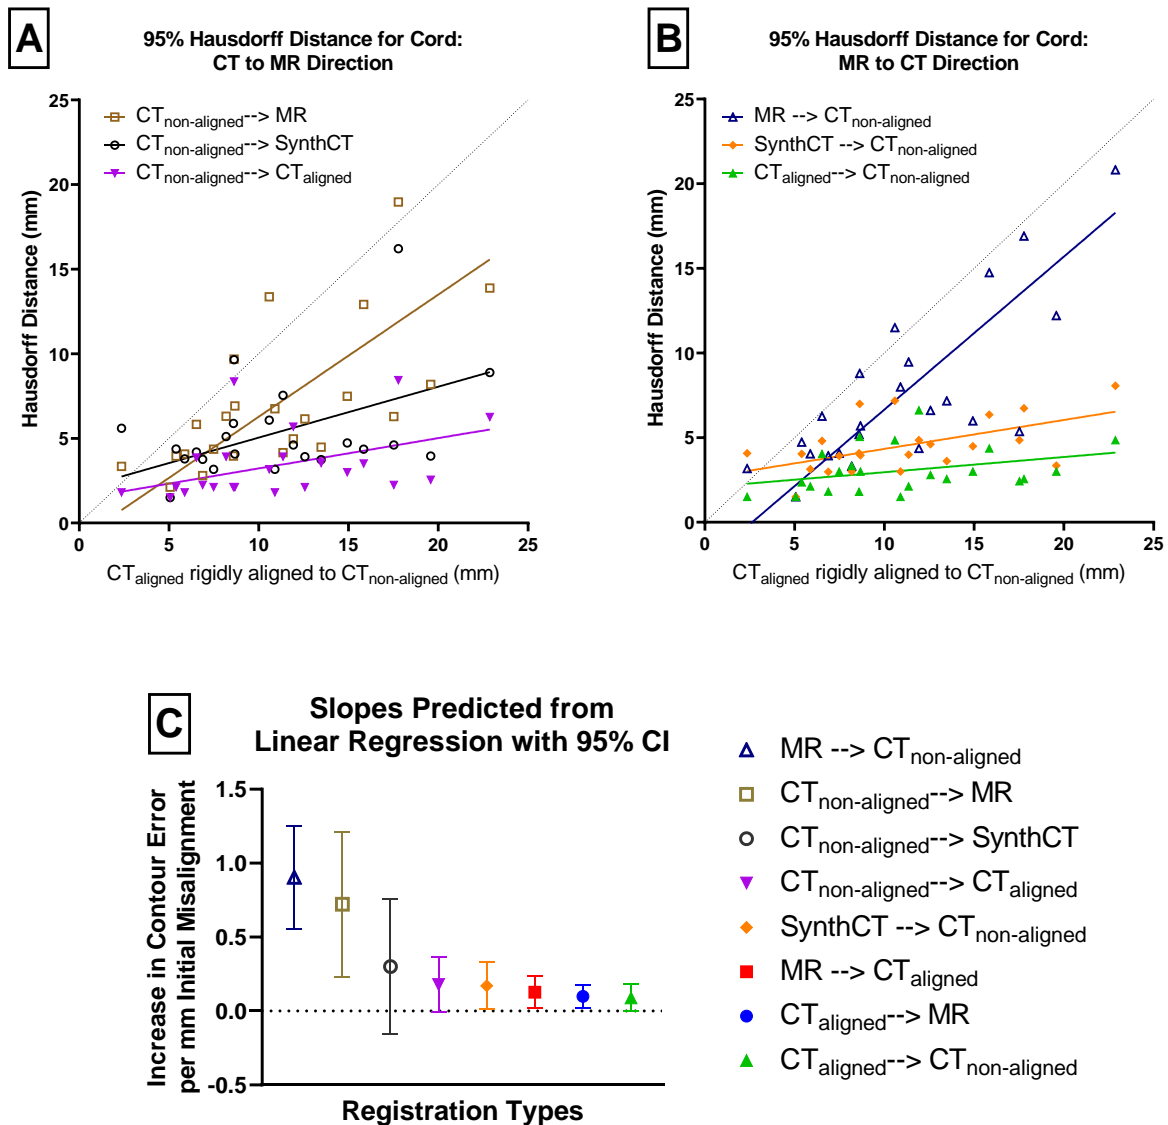 A
95% Hausdorff Distance for Cord:
CT to MR Direction
CTnon-aligned--> MR
CTnon-aligned--> SynthCT
CTnon-aligned--> CTaligned
Hausdorff Distance (mm)
25
20
15
10
5
0
0 5 10 15 20 25
CTaligned rigidly aligned to CTnon-aligned (mm)
B
95% Hausdorff Distance for Cord:
MR to CT Direction
MR --> CTnon-aligned
SynthCT --> CTnon-aligned
CTaligned--> CTnon-aligned
Hausdorff Distance (mm)
25
20
15
10
5
0
0 5 10 15 20 25
CTaligned rigidly aligned to CTnon-aligned (mm)
C
Slopes Predicted from
Linear Regression with 95% CI
Increase in Contour Error
per mm Initial Misalignment
1.5
1.0
0.5
0.0
-0.5
Registration Types
MR --> CTnon-aligned
CTnon-aligned--> MR
CTnon-aligned--> SynthCT
CTnon-aligned--> CTaligned
SynthCT --> CTnon-aligned
MR --> CTaligned
CTaligned--> MR
CTaligned--> CTnon-aligned